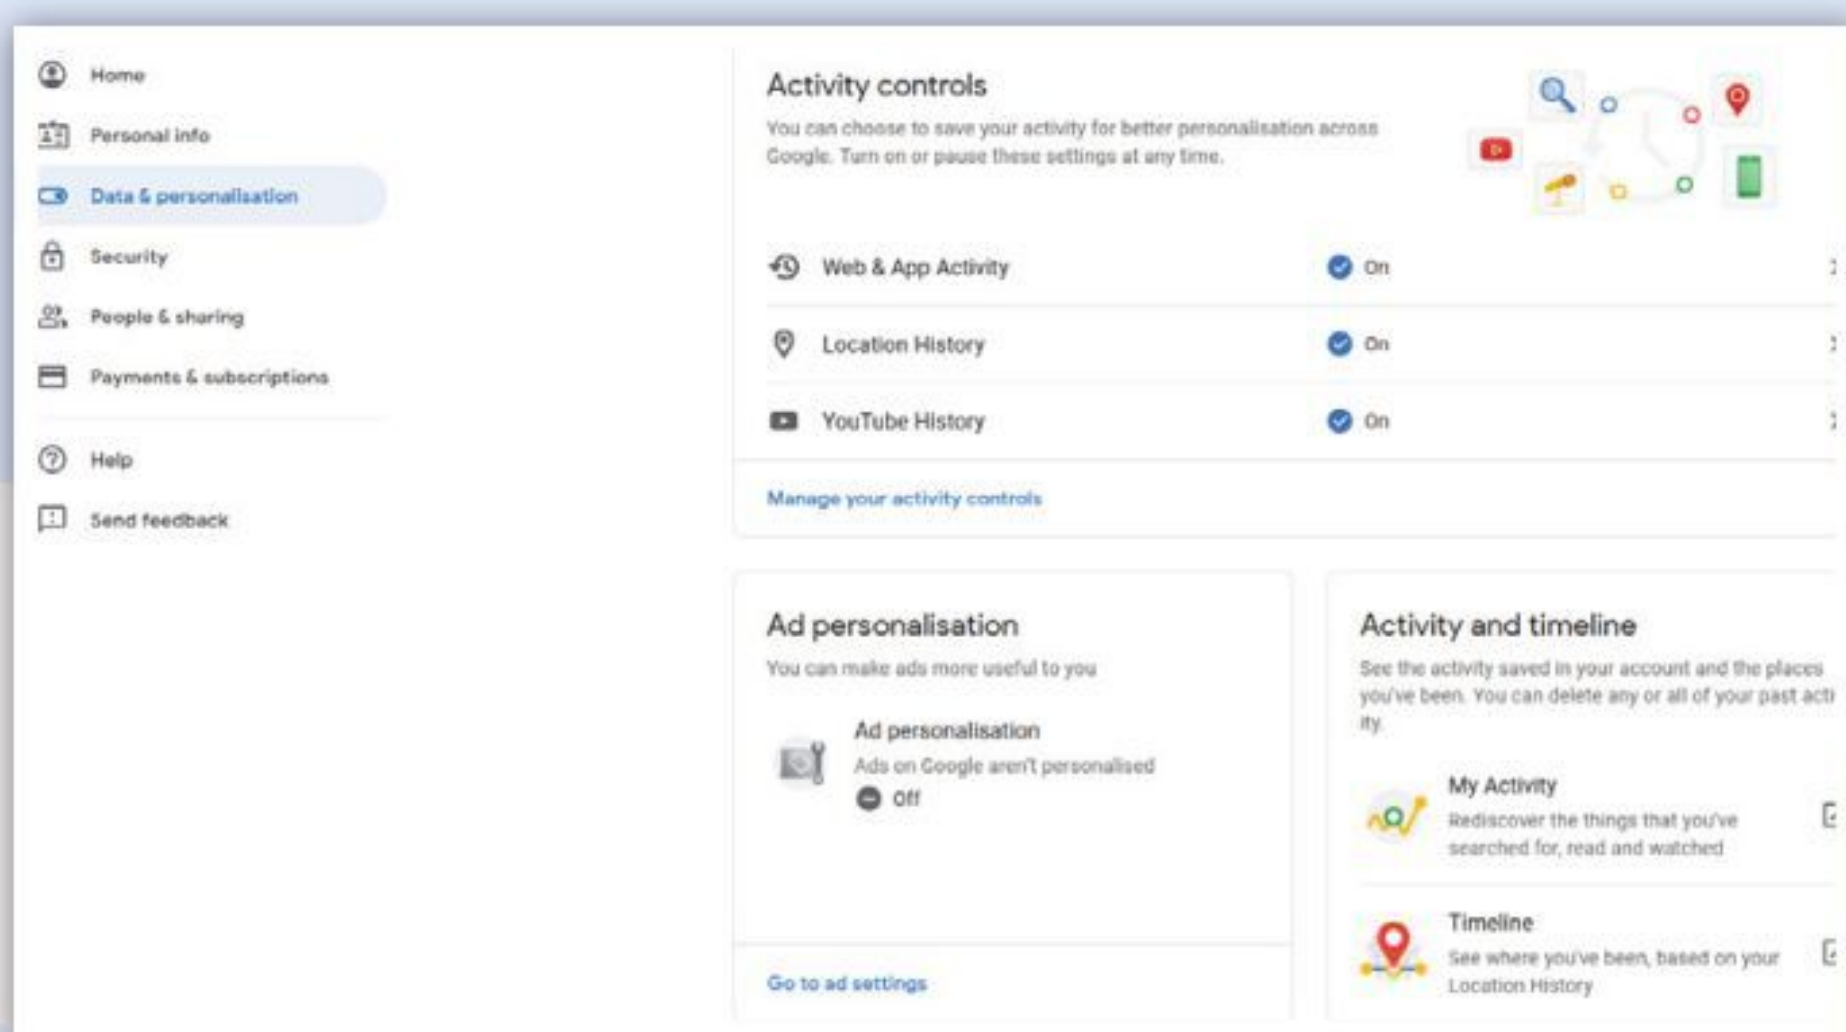 Home
Personal info
Data & personalisation
Security
People & sharing
Payments & subscriptions
Help
Send feedback
Activity controls
You can choose to save your activity for better personalisation across
Google. Turn on or pause these settings at any time.
Web & App Activity On
Location History On
YouTube History On
Manage your activity controls
Ad personalisation
You can make ads more useful to you
Ad personalisation
Ads on Google aren't personalised
Off
Go to ad settings
Activity and timeline
See the activity saved in your account and the places
you've been. You can delete any or all of your past acti
ity.
My Activity
Rediscover the things that you've
searched for, read and watched
Timeline
See where you've been, based on your
Location History